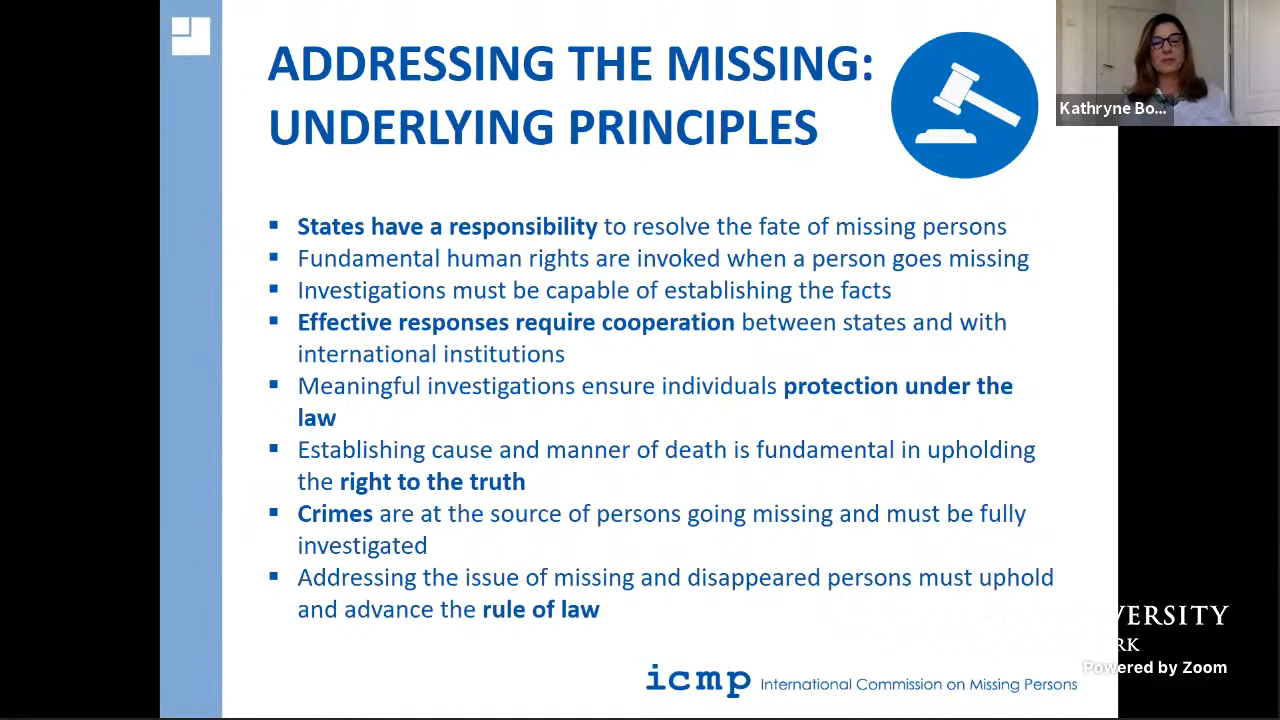 ADDRESSING THE MISSING:
UNDERLYING PRINCIPLES
Kathryne Bo...
▪ States have a responsibility to resolve the fate of missing persons
▪ Fundamental human rights are invoked when a person goes missing
▪ Investigations must be capable of establishing the facts
▪ Effective responses require cooperation between states and with
international institutions
▪ Meaningful investigations ensure individuals protection under the
law
▪ Establishing cause and manner of death is fundamental in upholding
the right to the truth
▪ Crimes are at the source of persons going missing and must be fully
investigated
▪ Addressing the issue of missing and disappeared persons must uphold
and advance the rule of law
VERSITY
RK
Powered by Zoom
icmp International Commission on Missing Persons